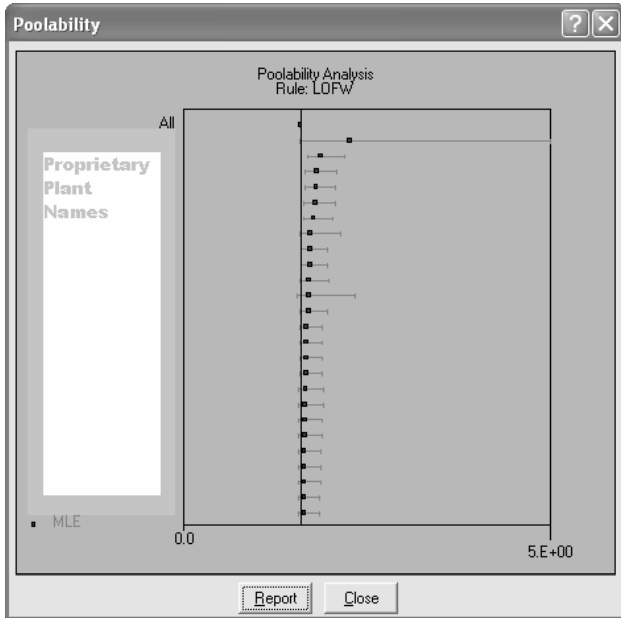 Poolability
Poolability Analysis
Rule: LOFW
All
Proprietary
Plant
Names
MLE
0.0
5.E+00
Report
Close